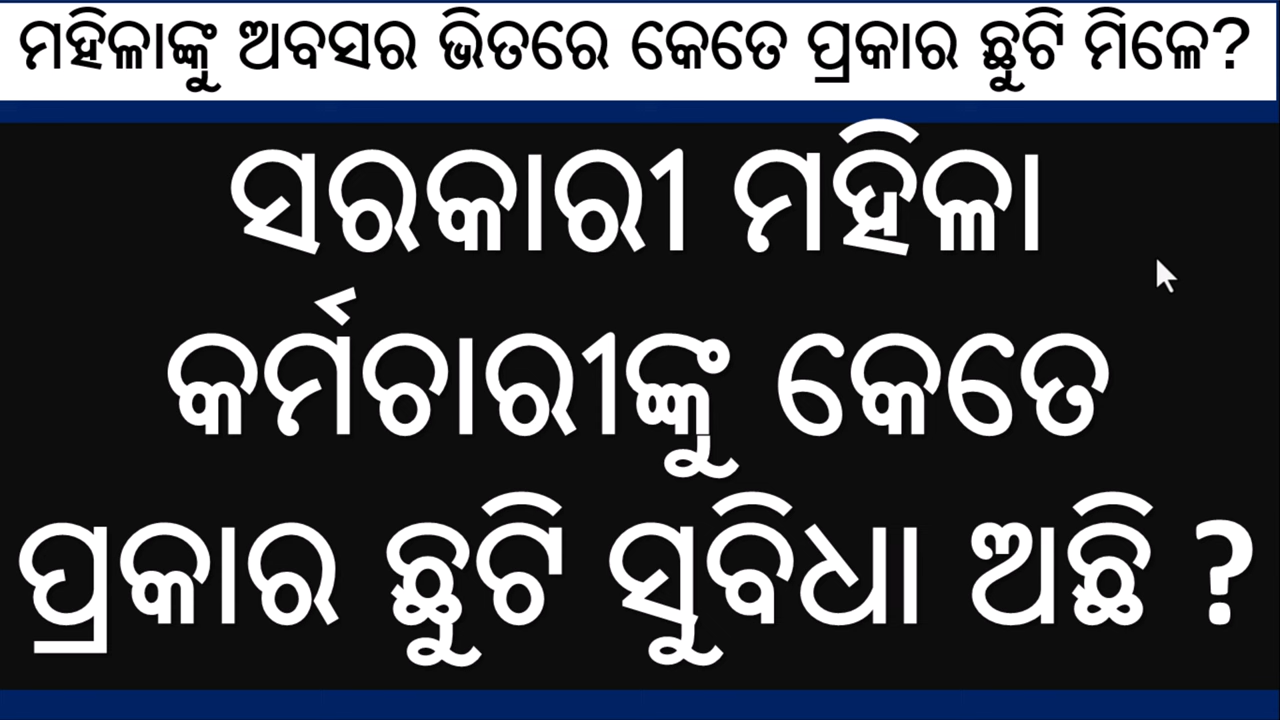 ମହିଳାଙ୍କୁ ଅବସର ଭିତରେ କେତେ ପ୍ରକାର ଛୁଟି ମିଳେ?
ସରକାରୀ ମହିଳା
କର୍ମଚାରୀଙ୍କୁ କେତେ
ପ୍ରକାର ଛୁଟି ସୁବିଧା ଅଛି ?